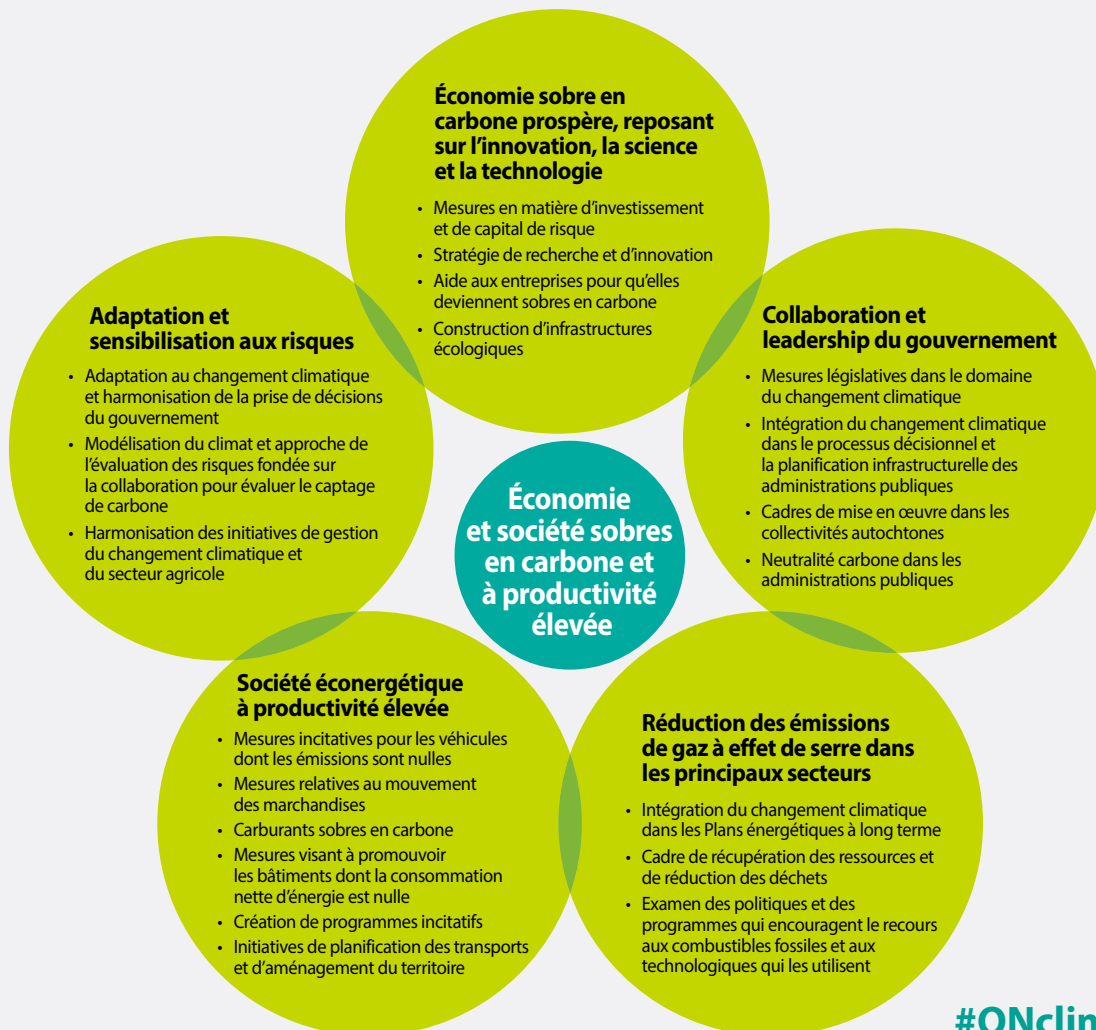 Économie sobre en
carbone prospère, reposant
sur l'innovation, la science
et la technologie
• Mesures en matière d'investissement
et de capital de risque
• Stratégie de recherche et d'innovation
• Aide aux entreprises pour qu'elles
deviennent sobres en carbone
• Construction d'infrastructures
écologiques
Adaptation et
sensibilisation aux risques
• Adaptation au changement climatique
et harmonisation de la prise de décisions
du gouvernement
• Modélisation du climat et approche de
l'évaluation des risques fondée sur
la collaboration pour évaluer le captage
de carbone
• Harmonisation des initiatives de gestion
du changement climatique et
du secteur agricole
Collaboration et
leadership du gouvernement
• Mesures législatives dans le domaine
du changement climatique
• Intégration du changement climatique
dans le processus décisionnel et
la planification infrastructurelle des
administrations publiques
• Cadres de mise en œuvre dans les
collectivités autochtones
• Neutralité carbone dans les
administrations publiques
Économie
et société sobres
en carbone et
à productivité
élevée
Société éconergétique
à productivité élevée
• Mesures incitatives pour les véhicules
dont les émissions sont nulles
• Mesures relatives au mouvement
des marchandises
• Carburants sobres en carbone
• Mesures visant à promouvoir
les bâtiments dont la consommation
nette d'énergie est nulle
• Création de programmes incitatifs
• Initiatives de planification des transports
et d'aménagement du territoire
Réduction des émissions
de gaz à effet de serre dans
les principaux secteurs
• Intégration du changement climatique
dans les Plans énergétiques à long terme
• Cadre de récupération des ressources et
de réduction des déchets
• Examen des politiques et des
programmes qui encouragent le recours
aux combustibles fossiles et aux
technologiques qui les utilisent